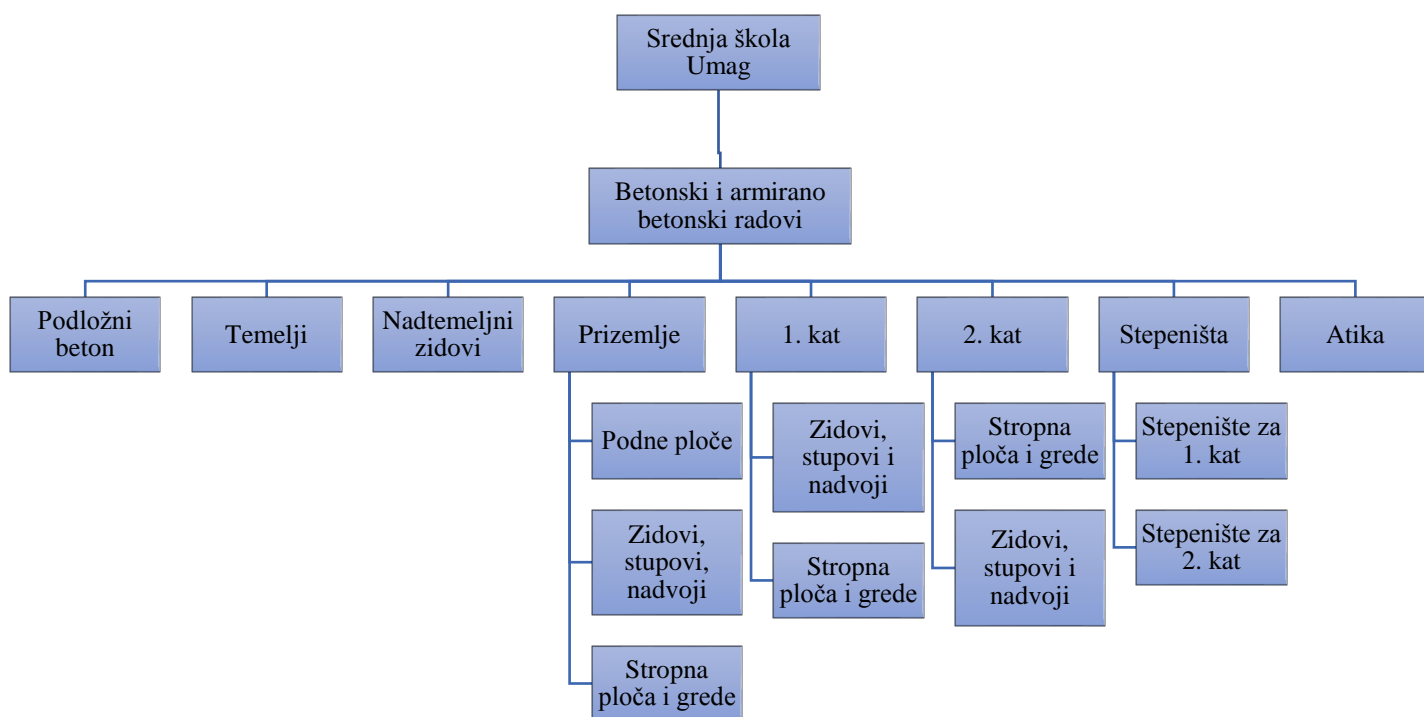 Srednja škola
Umag
Betonski i armirano
betonski radovi
Podložni
beton
Temelji
Nadtemeljni
zidovi
Prizemlje
1. kat
2. kat
Stepeništa
Atika
Podne ploče
Zidovi,
stupovi,
nadvoji
Stropna
ploča i grede
Zidovi,
stupovi i
nadvoji
Stropna
ploča i grede
Stropna
ploča i grede
Zidovi,
stupovi i
nadvoji
Stepenište za
1. kat
Stepenište za
2. kat